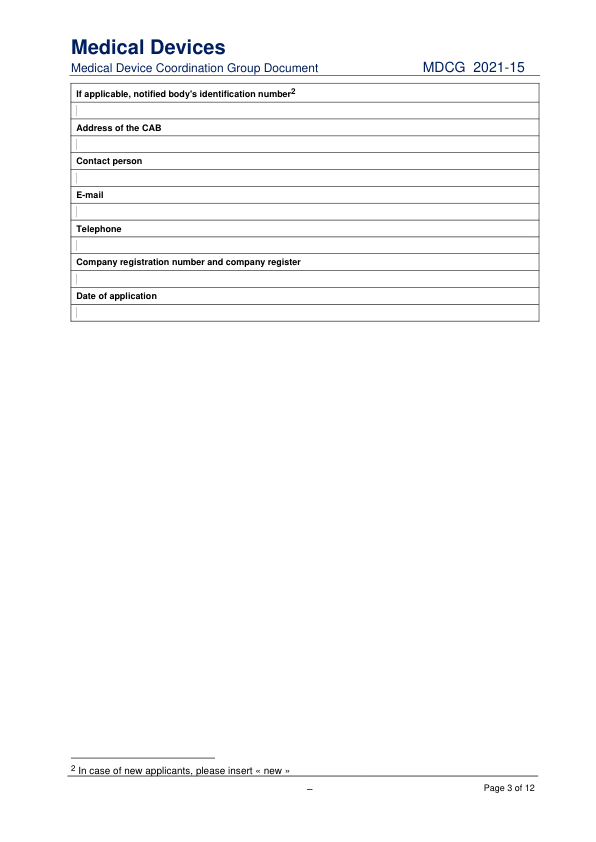 Medical Devices
Medical Device Coordination Group Document MDCG 2021-15
If applicable, notified body's identification number2
Address of the CAB
Contact person
E-mail
Telephone
Company registration number and company register
Date of application
2 In case of new applicants, please insert « new »
– Page 3 of 12